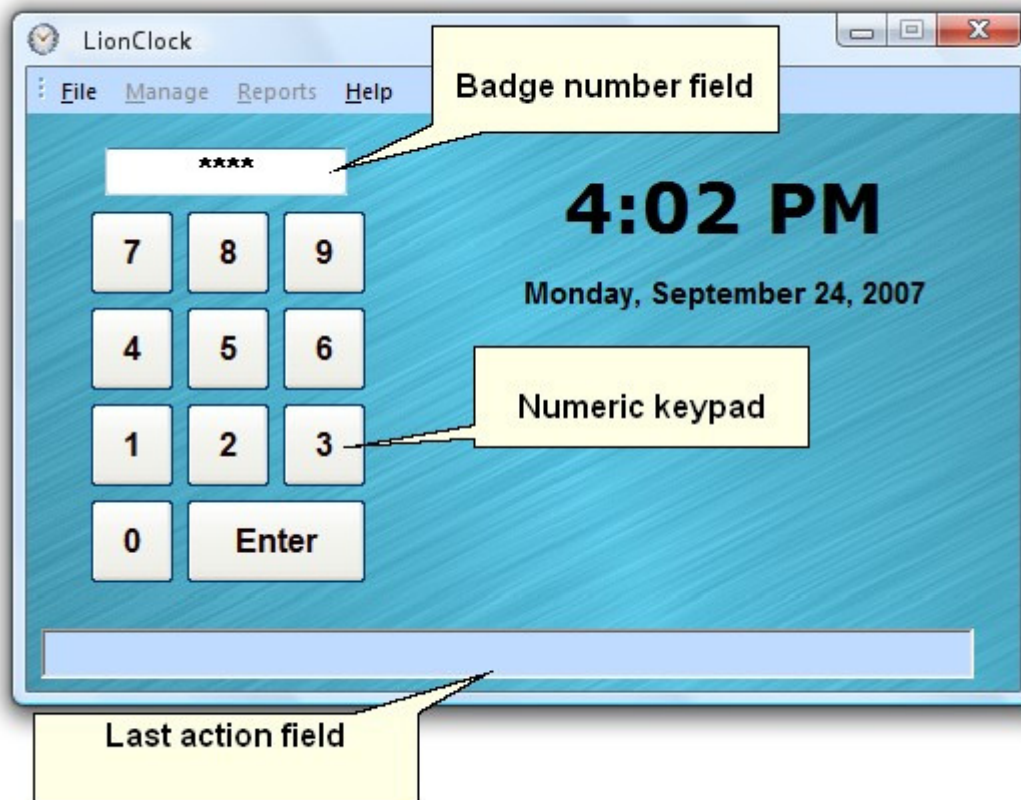 LionClock
X
File Manage Reports Help
Badge number field
****
4:02 PM
7 8 9
Monday, September 24, 2007
4 5 6
Numeric keypad
1 2 3
0 Enter
Last action field